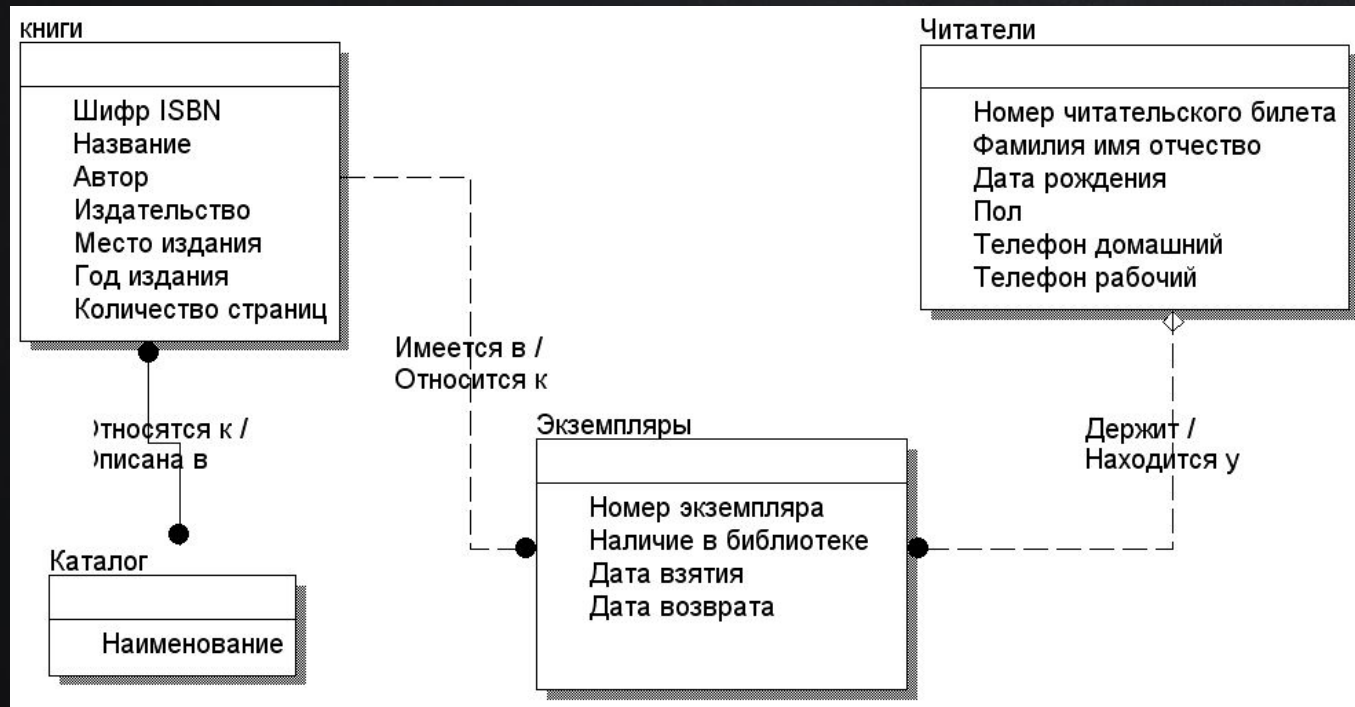 книги
Шифр ISBN
Название
Автор
Издательство
Место издания
Год издания
Количество страниц
Читатели
Номер читательского билета
Фамилия имя отчество
Дата рождения
Пол
Телефон домашний
Телефон рабочий
Имеется в /
Относится к
тносятся к /
писана в
Держит /
Находится у
Экземпляры
Номер экземпляра
Наличие в библиотеке
Дата взятия
Дата возврата
Каталог
Наименование